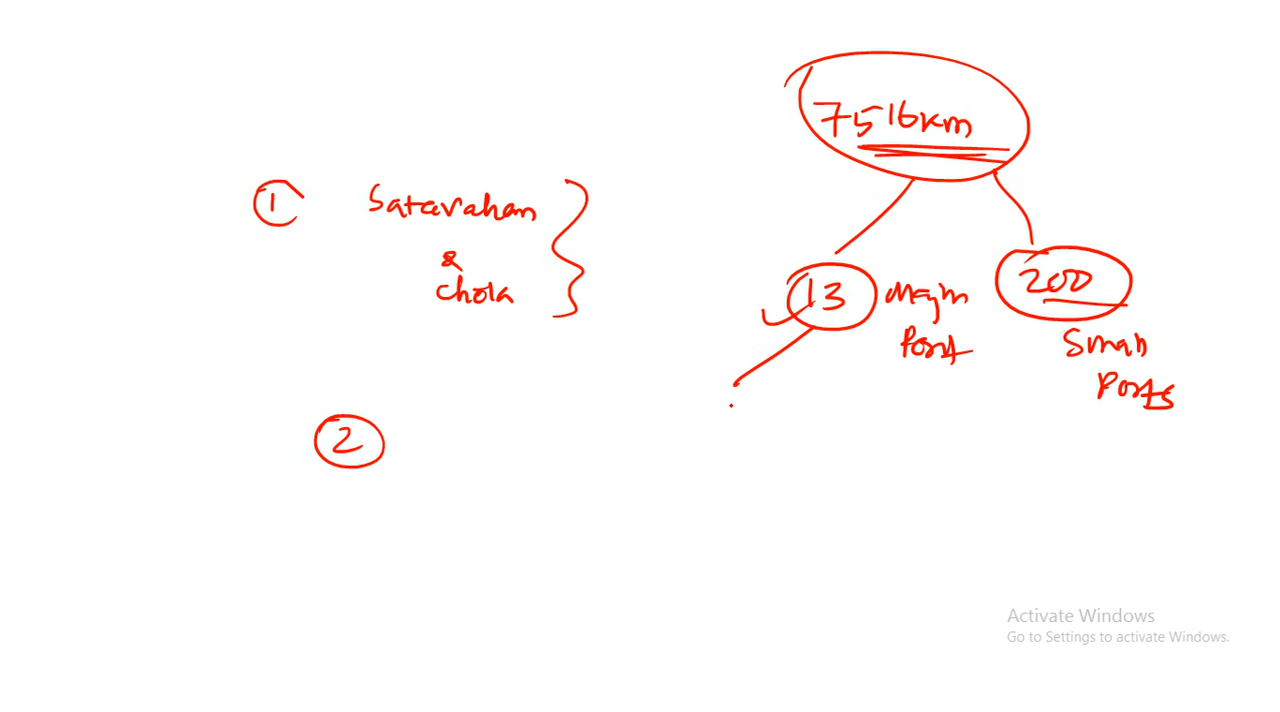 7516km
① Satavahan
&
chola
13 Major
Port
200
Small
Ports
②
Activate Windows
Go to Settings to activate Windows.